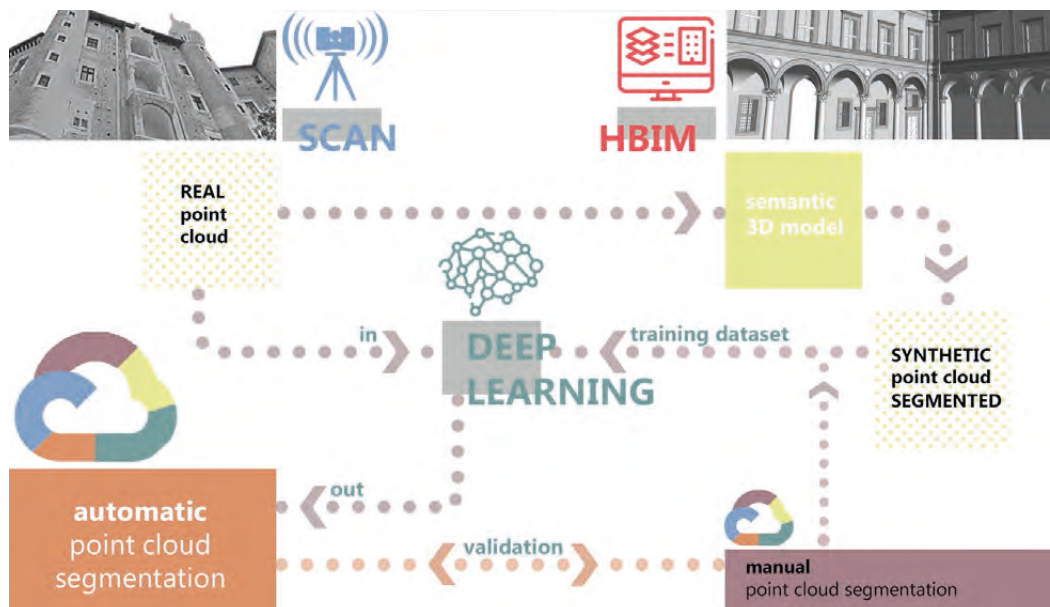 SCAN
HBIM
REAL
point
cloud
semantic
3D model
in
DEEP
LEARNING
training dataset
SYNTHETIC
point cloud
SEGMENTED
out
automatic
point cloud
segmentation
validation
manual
point cloud segmentation